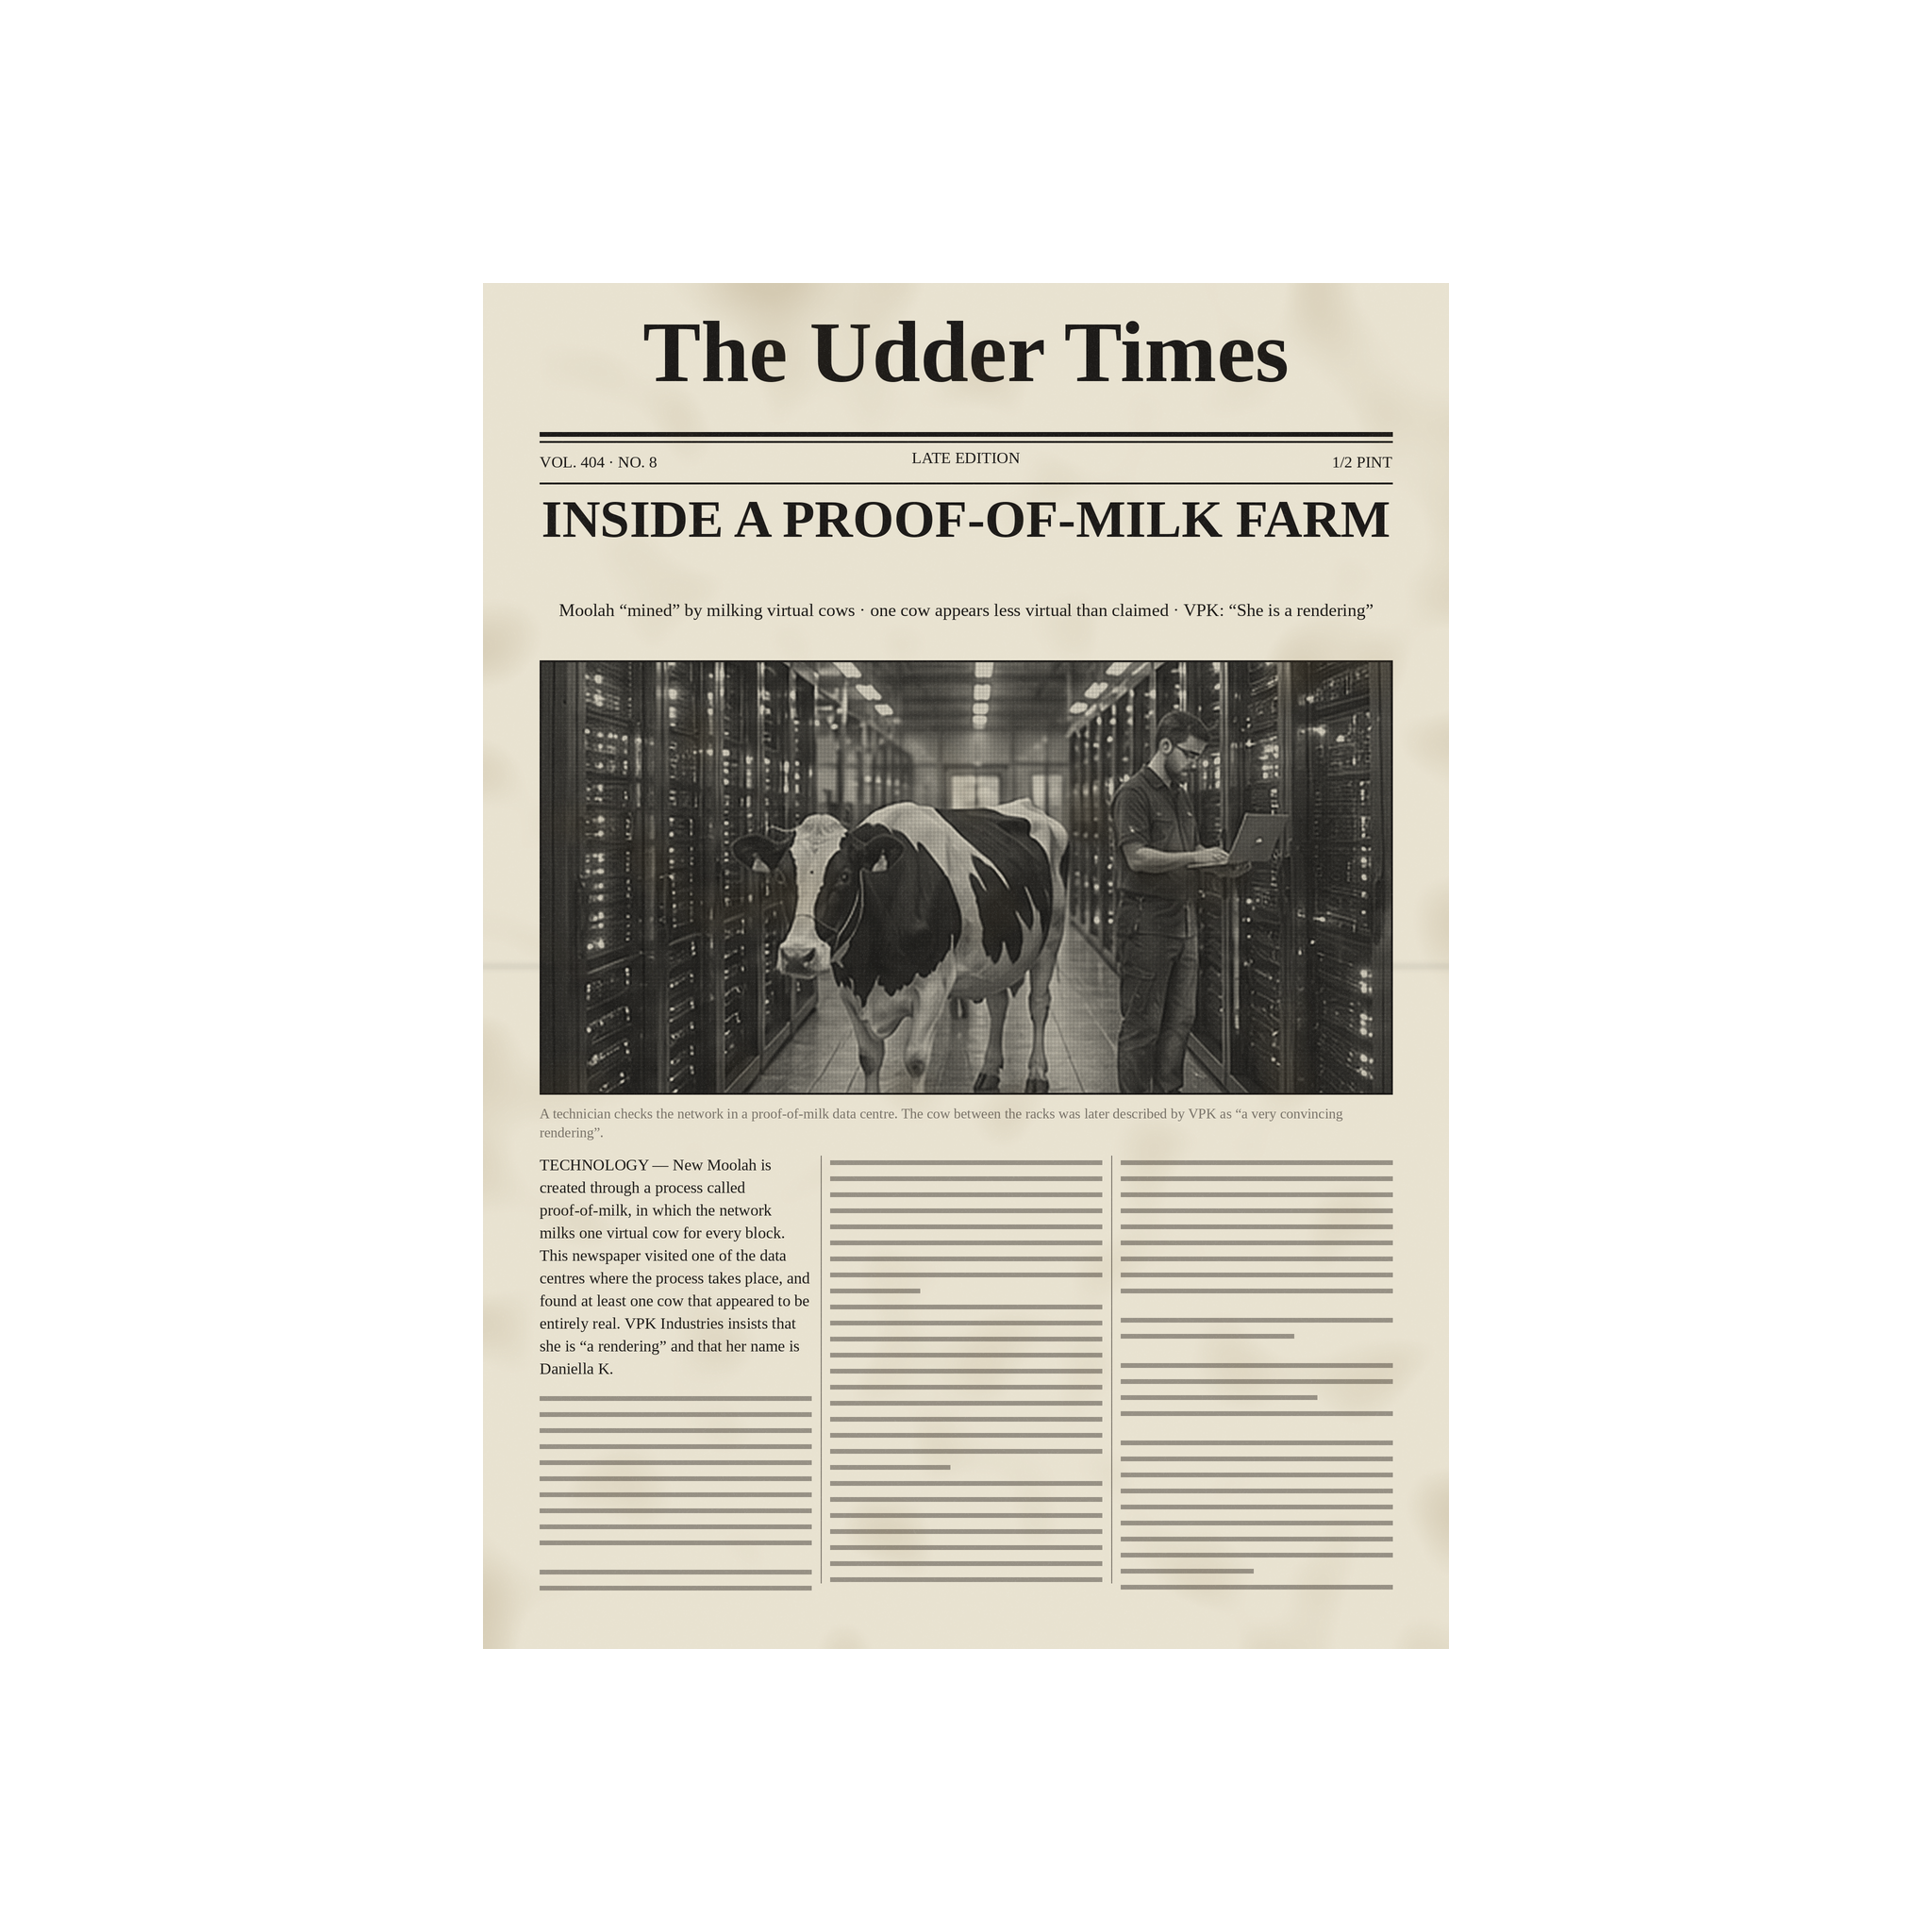 The Udder Times
VOL. 404 · NO. 8
LATE EDITION
1/2 PINT
INSIDE A PROOF-OF-MILK FARM
Moolah “mined” by milking virtual cows · one cow appears less virtual than claimed · VPK: “She is a rendering”
A technician checks the network in a proof-of-milk data centre. The cow between the racks was later described by VPK as “a very convincing
rendering”.
TECHNOLOGY — New Moolah is
created through a process called
proof-of-milk, in which the network
milks one virtual cow for every block.
This newspaper visited one of the data
centres where the process takes place, and
found at least one cow that appeared to be
entirely real. VPK Industries insists that
she is “a rendering” and that her name is
Daniella K.